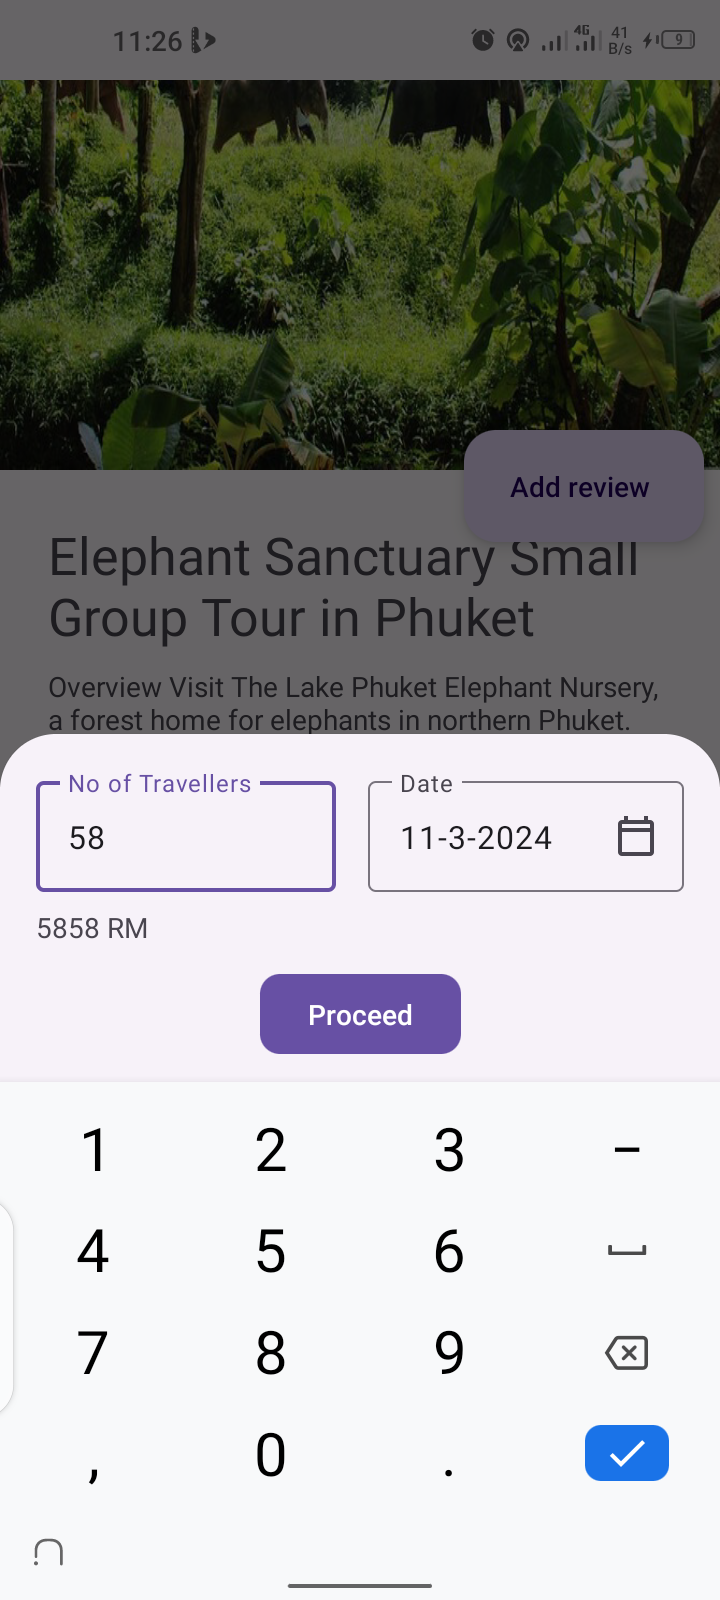 11:26
4G
41
B/s
9
Add review
Elephant Sanctuary Small
Group Tour in Phuket
Overview Visit The Lake Phuket Elephant Nursery,
a forest home for elephants in northern Phuket.
No of Travellers
Date
58
11-3-2024
5858 RM
Proceed
1 2 3 –
4 5 6
7 8 9
, 0 .